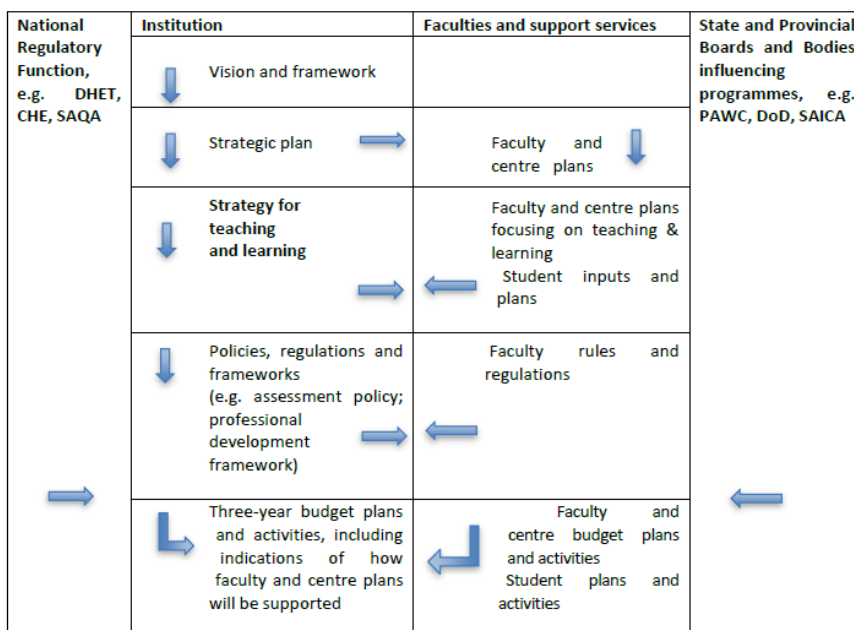 National
Regulatory
Function,
e.g. DHET,
CHE, SAQA
Institution
Faculties and support services
State and Provincial
Boards and Bodies
influencing
programmes, e.g.
PAWC, DoD, SAICA
Vision and framework
Strategic plan
Faculty and
centre plans
Strategy for
teaching
and learning
Faculty and centre plans
focusing on teaching &
learning
Student inputs and
plans
Policies, regulations and
frameworks
(e.g. assessment policy;
professional
development
framework)
Faculty rules and
regulations
Three-year budget plans
and activities, including
indications of how
faculty and centre plans
will be supported
Faculty and
centre budget plans
and activities
Student plans and
activities